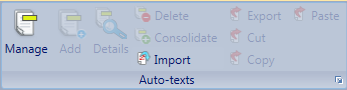 Manage
Add
Details
Delete
Consolidate
Import
Export
Cut
Copy
Paste
Auto-texts